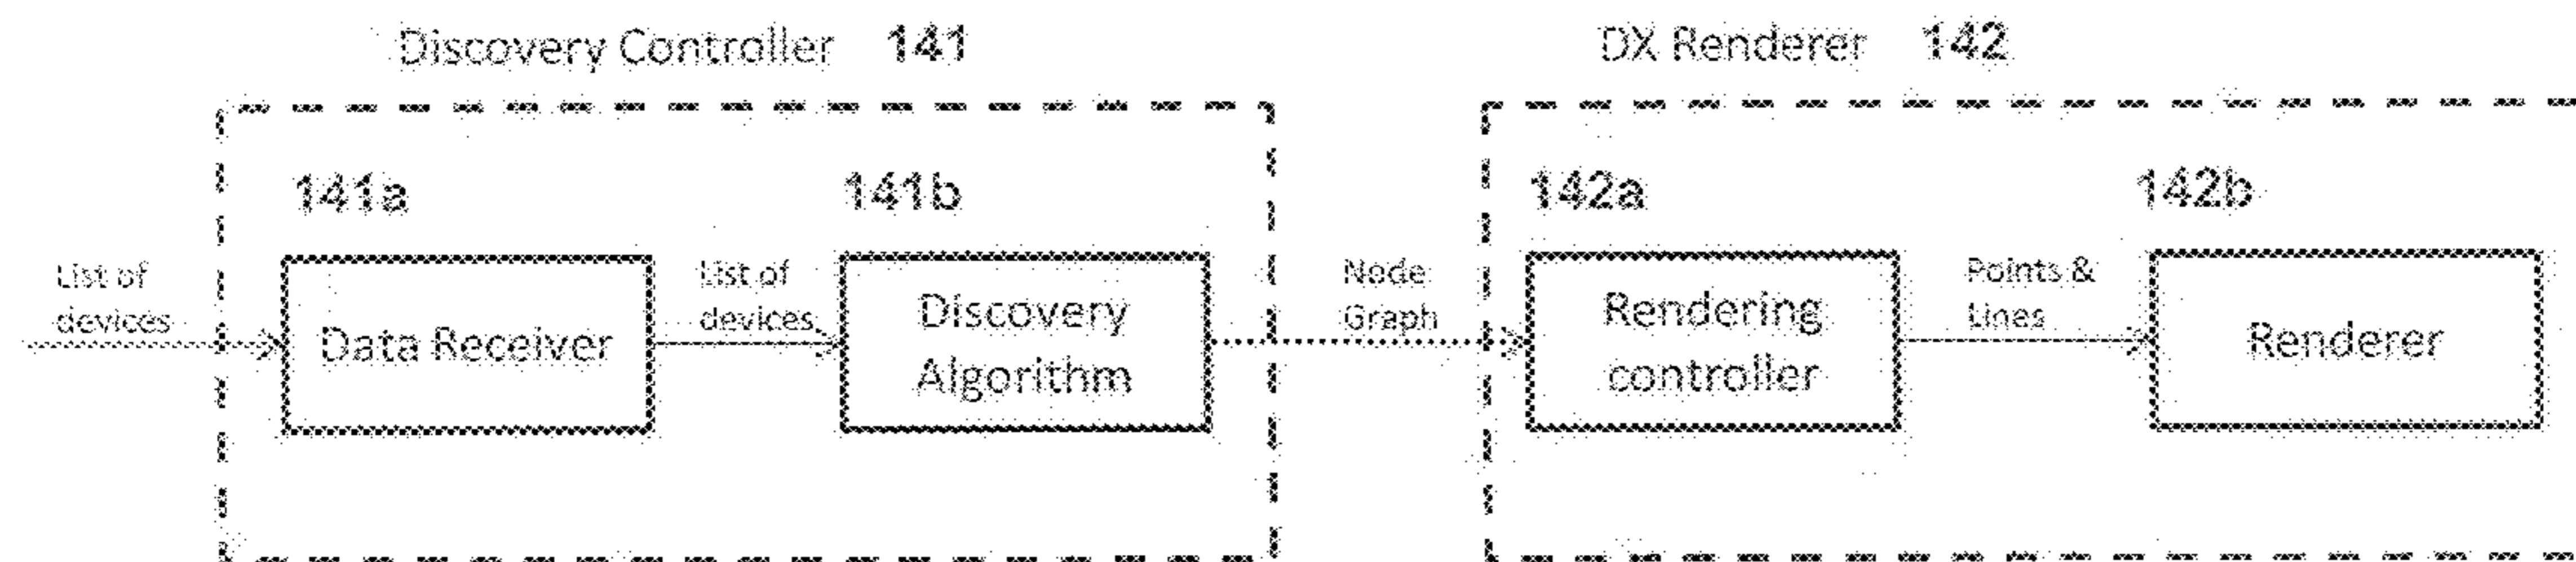 Discovery Controller 141
DX Renderer 142
141a
141b
142a
142b
List of
devices
Data Receiver
List of
devices
Discovery
Algorithm
Node
Graph
Rendering
controller
Points &
Lines
Renderer